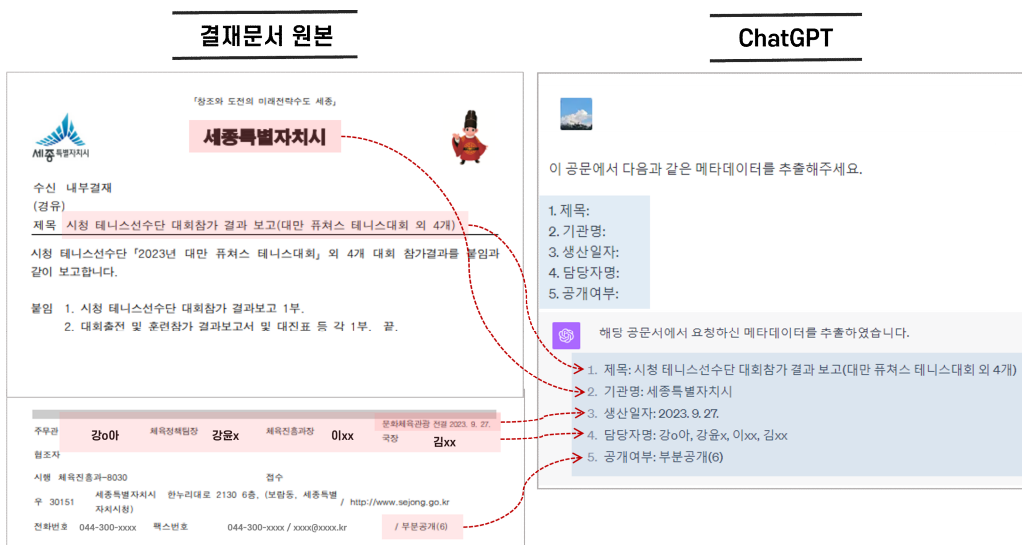 결재문서 원본
ChatGPT
「창조와 도전의 미래전략수도 세종」
세종특별자치시
세종특별자치시
수신 내부결재
(경유)
제목 시청 테니스선수단 대회참가 결과 보고(대만 퓨쳐스 테니스대회 외 4개)
시청 테니스선수단 「2023년 대만 퓨쳐스 테니스대회」 외 4개 대회 참가결과를 붙임과
같이 보고합니다.
붙임 1. 시청 테니스선수단 대회참가 결과보고 1부.
2. 대회출전 및 훈련참가 결과보고서 및 대진표 등 각 1부. 끝.
주무관 강o아 체육정책팀장 강윤x 체육진흥과장 이xx 문화체육관광국장 전결 2023. 9. 27. 김xx
협조자
시행 체육진흥과-8030 접수
우 30151 세종특별자치시 한누리대로 2130 6층, (보람동, 세종특별자치시청) / http://www.sejong.go.kr
전화번호 044-300-xxxx 팩스번호 044-300-xxxx / xxxx@xxxx.kr / 부분공개(6)
이 공문에서 다음과 같은 메타데이터를 추출해주세요.
1. 제목:
2. 기관명:
3. 생산일자:
4. 담당자명:
5. 공개여부:
해당 공문서에서 요청하신 메타데이터를 추출하였습니다.
1. 제목: 시청 테니스선수단 대회참가 결과 보고(대만 퓨쳐스 테니스대회 외 4개)
2. 기관명: 세종특별자치시
3. 생산일자: 2023. 9. 27.
4. 담당자명: 강o아, 강윤x, 이xx, 김xx
5. 공개여부: 부분공개(6)